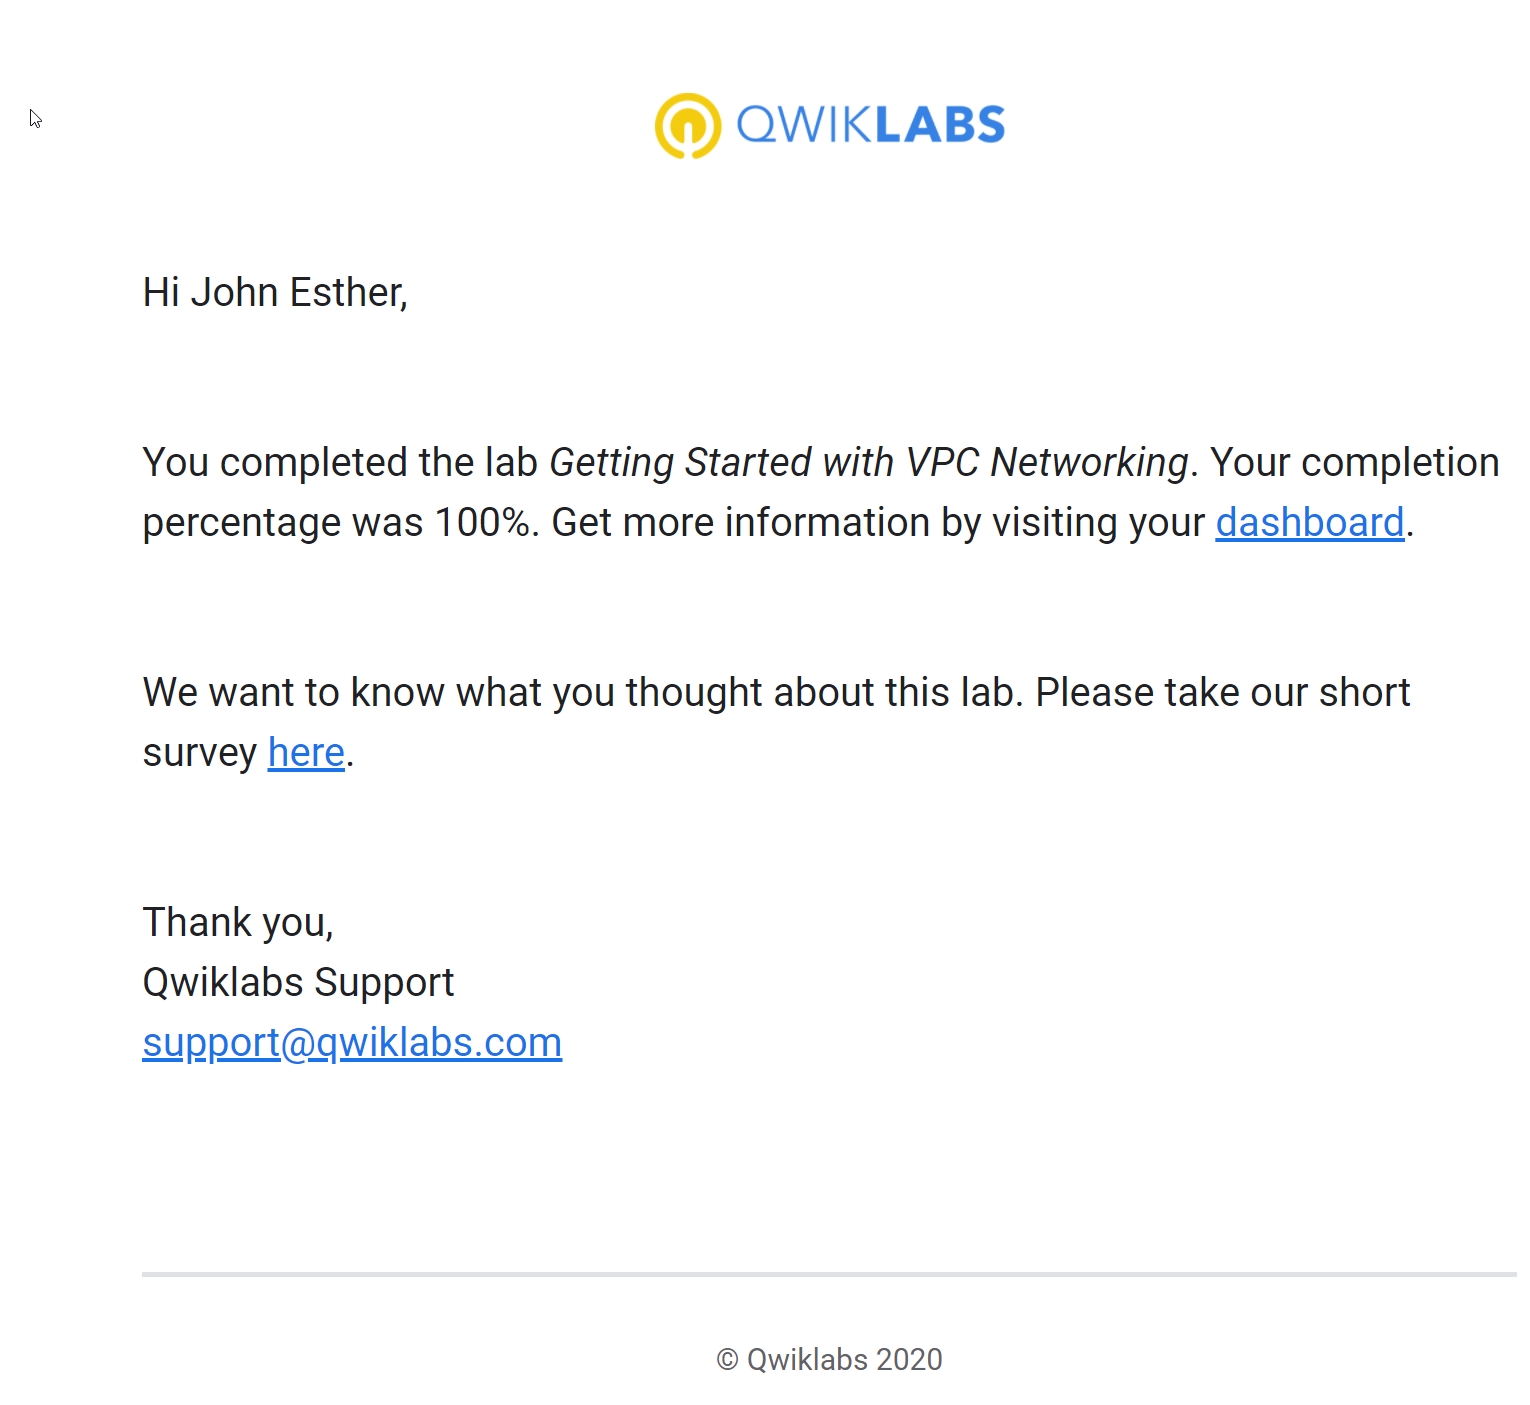 QWIKLABS
Hi John Esther,
You completed the lab Getting Started with VPC Networking. Your completion
percentage was 100%. Get more information by visiting your dashboard.
We want to know what you thought about this lab. Please take our short
survey here.
Thank you,
Qwiklabs Support
support@qwiklabs.com
© Qwiklabs 2020